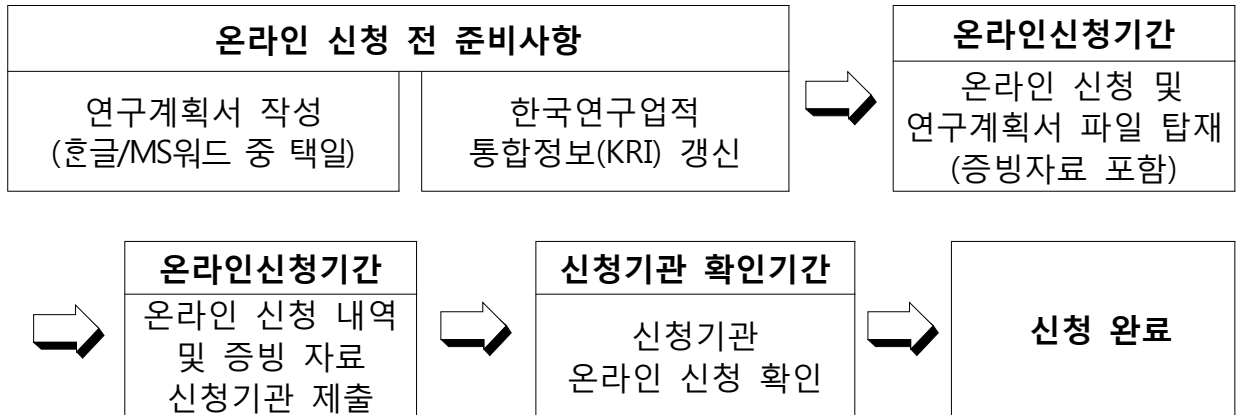 온라인 신청 전 준비사항
연구계획서 작성
(흔글/MS워드 중 택일)
한국연구업적
통합정보(KRI) 갱신
온라인신청기간
온라인 신청 및
연구계획서 파일 탑재
(증빙자료 포함)
온라인신청기간
온라인 신청 내역
및 증빙 자료
신청기관 제출
신청기관 확인기간
신청기관
온라인 신청 확인
신청 완료